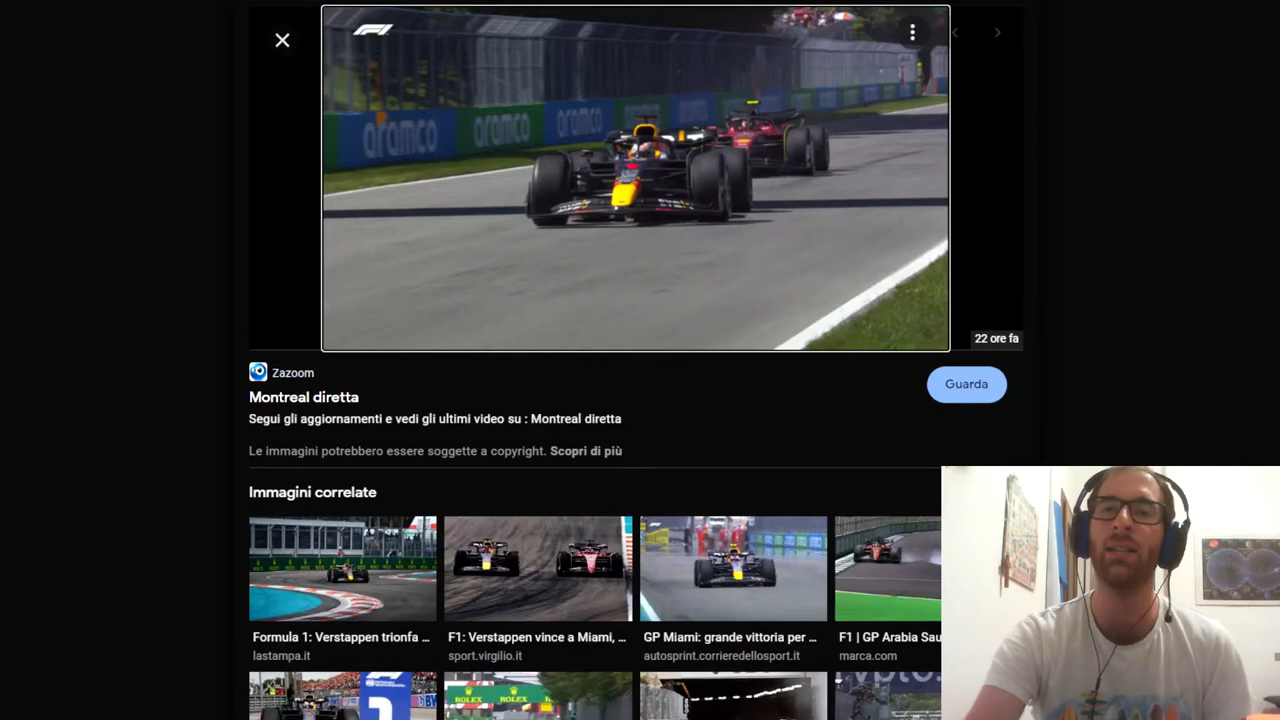 F1
aramco
aramco
aramco
22 ore fa
Zazoom
Guarda
Montreal diretta
Segui gli aggiornamenti e vedi gli ultimi video su : Montreal diretta
Le immagini potrebbero essere soggette a copyright. Scopri di più
Immagini correlate
Formula 1: Verstappen trionfa ...
lastampa.it
F1: Verstappen vince a Miami, ...
sport.virgilio.it
GP Miami: grande vittoria per ...
autosprint.corrieredellosport.it
F1 | GP Arabia Sau
marca.com
1
ROLEX
ROLEX